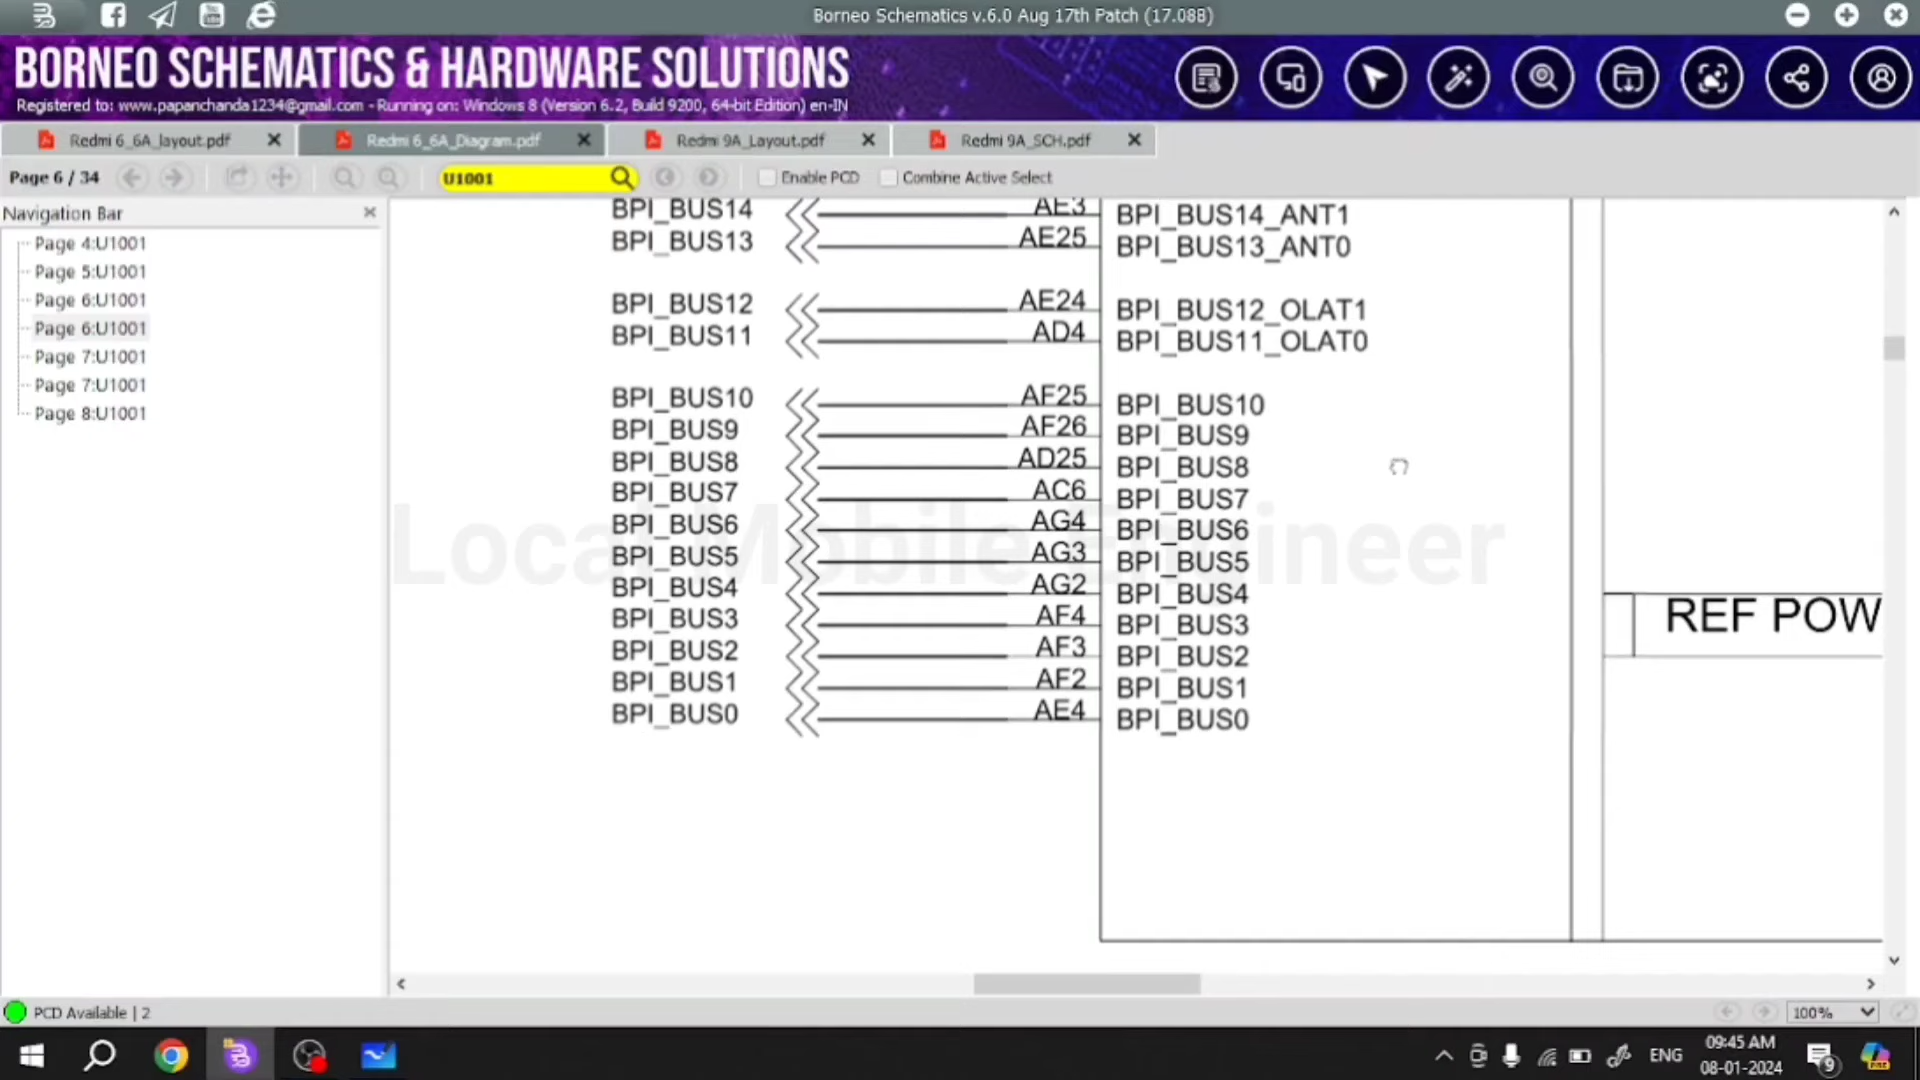 Borneo Schematics v.6.0 Aug 17th Patch (17.08B)
BORNEO SCHEMATICS & HARDWARE SOLUTIONS
Registered to: www.papanchanda1234@gmail.com - Running on: Windows 8 (Version 6.2, Build 9200, 64-bit Edition) en-IN
Redmi 6_6A_layout.pdf
Redmi 6_6A_Diagram.pdf
Redmi 9A_Layout.pdf
Redmi 9A_SCH.pdf
Page 6 / 34
U1001
Enable PCD
Combine Active Select
Navigation Bar
Page 4:U1001
Page 5:U1001
Page 6:U1001
Page 6:U1001
Page 7:U1001
Page 7:U1001
Page 8:U1001
BPI_BUS14 AE3 BPI_BUS14_ANT1
BPI_BUS13 AE25 BPI_BUS13_ANT0
BPI_BUS12 AE24 BPI_BUS12_OLAT1
BPI_BUS11 AD4 BPI_BUS11_OLAT0
BPI_BUS10 AF25 BPI_BUS10
BPI_BUS9 AF26 BPI_BUS9
BPI_BUS8 AD25 BPI_BUS8
BPI_BUS7 AC6 BPI_BUS7
BPI_BUS6 AG4 BPI_BUS6
BPI_BUS5 AG3 BPI_BUS5
BPI_BUS4 AG2 BPI_BUS4
BPI_BUS3 AF4 BPI_BUS3
BPI_BUS2 AF3 BPI_BUS2
BPI_BUS1 AF2 BPI_BUS1
BPI_BUS0 AE4 BPI_BUS0
Local Mobile Engineer
REF POW
PCD Available | 2
100%
ENG
09:45 AM
08-01-2024
9